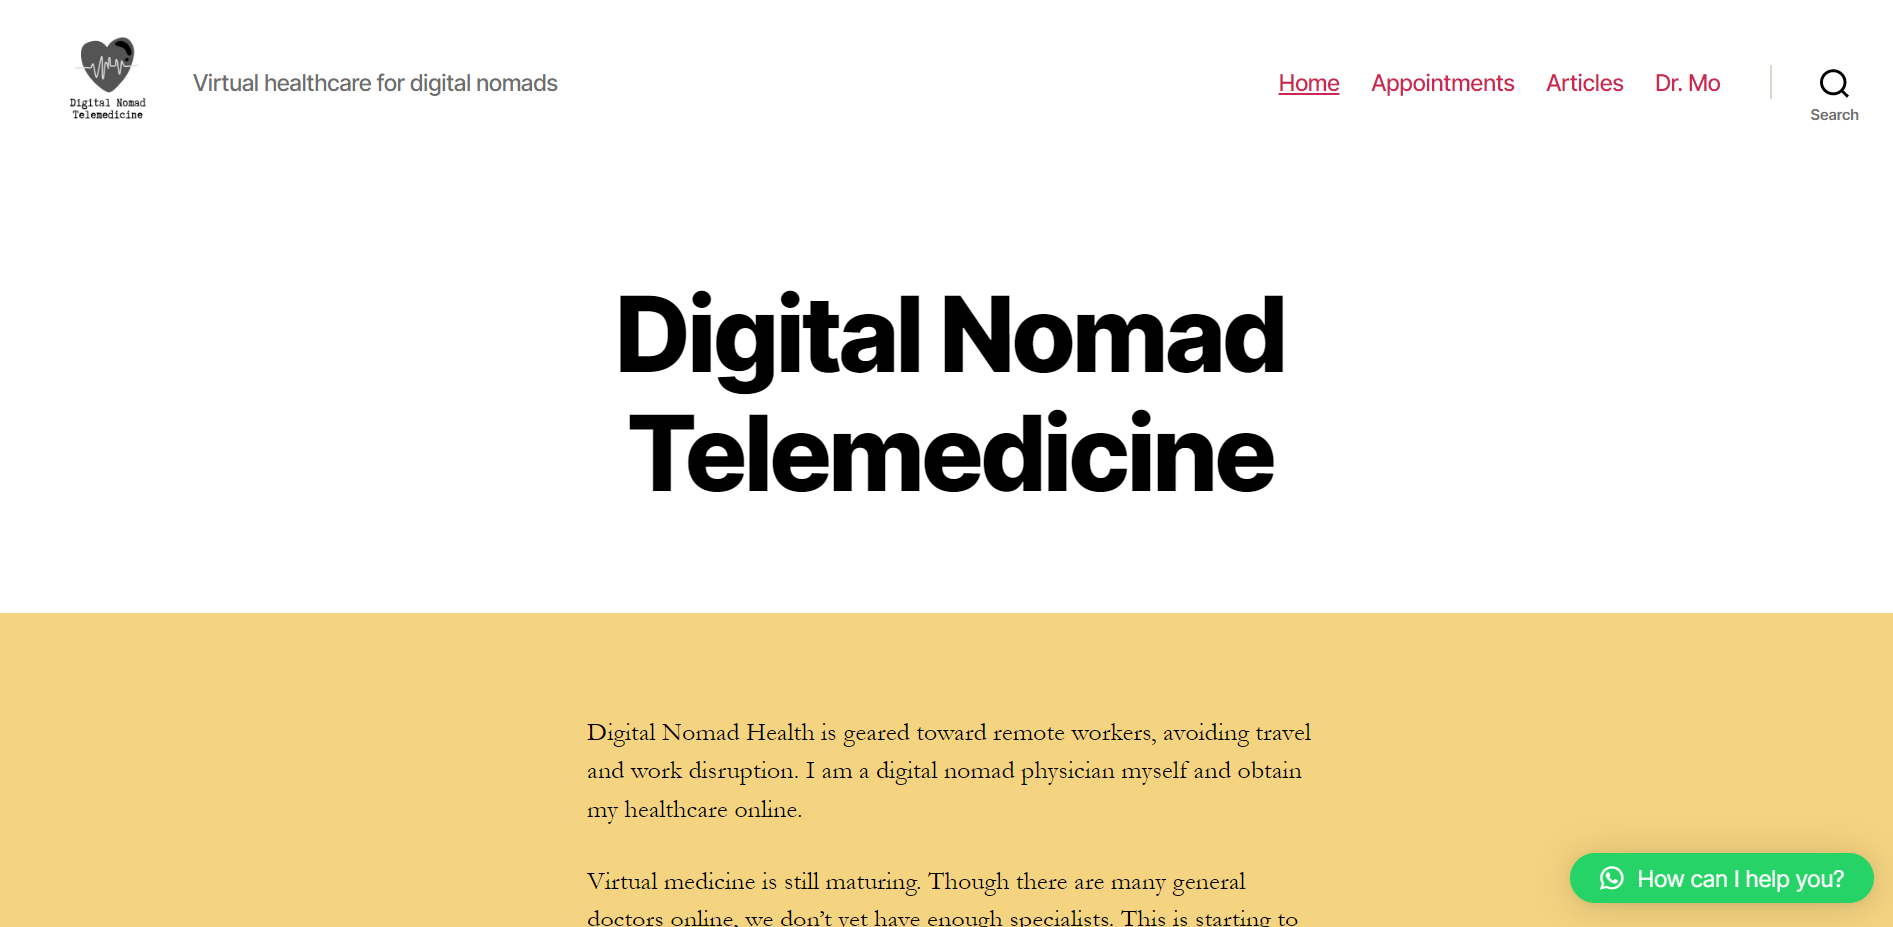 Digital Nomad
Telemedicine
Virtual healthcare for digital nomads
Home Appointments Articles Dr. Mo
Search
Digital Nomad
Telemedicine
Digital Nomad Health is geared toward remote workers, avoiding travel
and work disruption. I am a digital nomad physician myself and obtain
my healthcare online.
Virtual medicine is still maturing. Though there are many general
doctors online, we don’t yet have enough specialists. This is starting to
How can I help you?